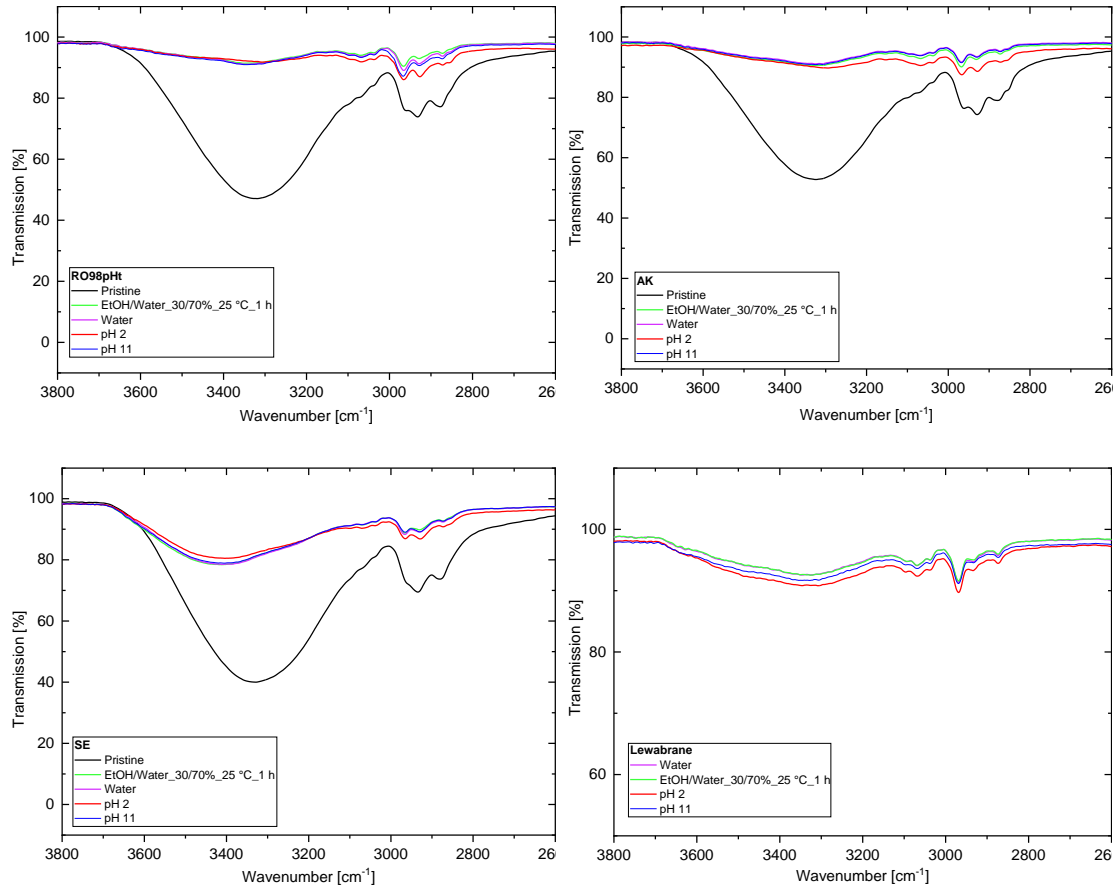 100
80
60
40
20
0
Transmission [%]
RO98pHt
Pristine
EtOH/Water_30/70%_25 °C_1 h
Water
pH 2
pH 11
3800 3600 3400 3200 3000 2800 260
Wavenumber [cm-1]
100
80
60
40
20
0
Transmission [%]
AK
Pristine
EtOH/Water_30/70%_25 °C_1 h
Water
pH 2
pH 11
3800 3600 3400 3200 3000 2800 260
Wavenumber [cm-1]
100
80
60
40
20
0
Transmission [%]
SE
Pristine
EtOH/Water_30/70%_25 °C_1 h
Water
pH 2
pH 11
3800 3600 3400 3200 3000 2800 260
Wavenumber [cm-1]
100
80
60
Transmission [%]
Lewabrane
Water
EtOH/Water_30/70%_25 °C_1 h
pH 2
pH 11
3800 3600 3400 3200 3000 2800 260
Wavenumber [cm-1]